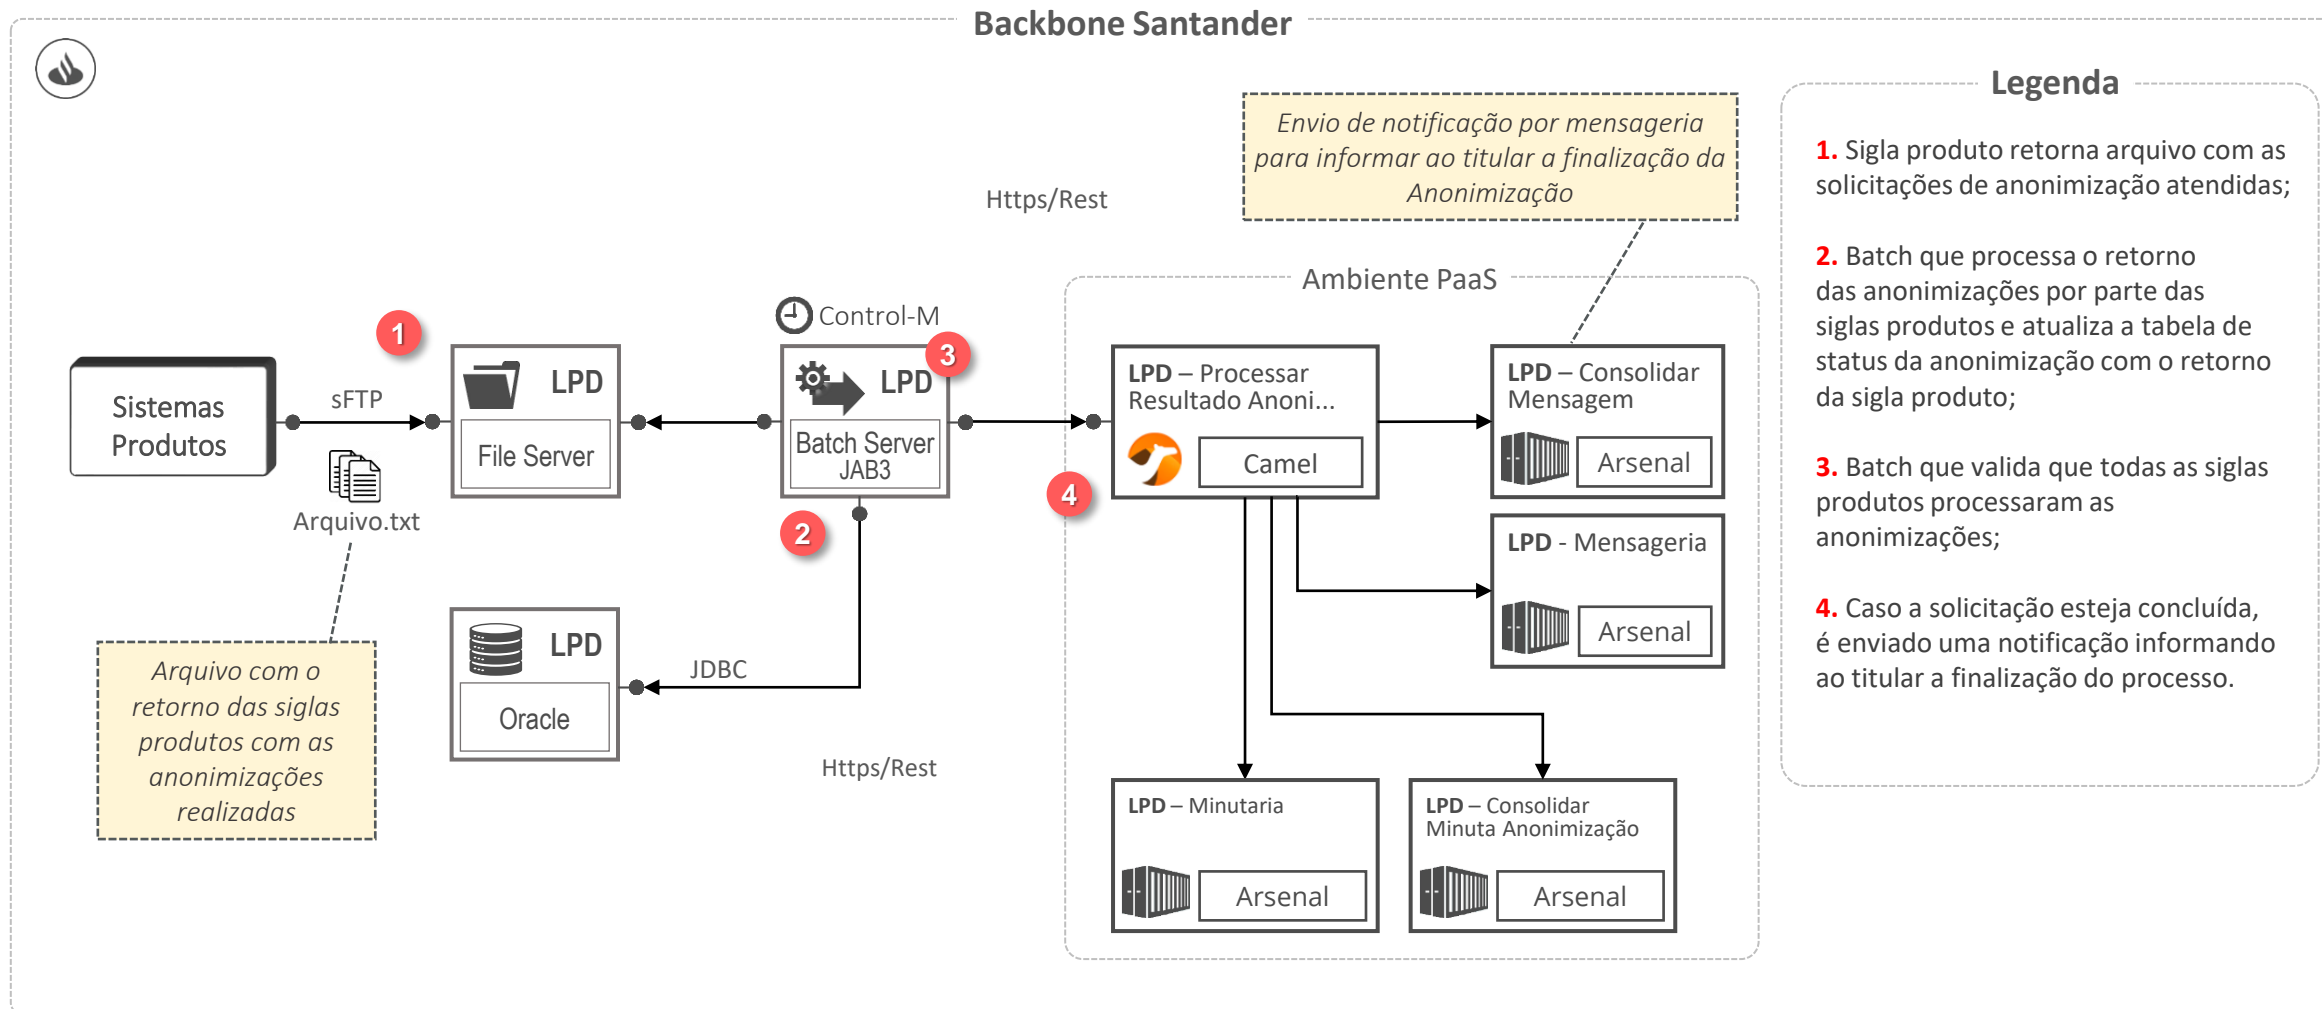 Backbone Santander
Legenda
1. Sigla produto retorna arquivo com as
solicitações de anonimização atendidas;
2. Batch que processa o retorno
das anonimizações por parte das
siglas produtos e atualiza a tabela de
status da anonimização com o retorno
da sigla produto;
3. Batch que valida que todas as siglas
produtos processaram as
anonimizações;
4. Caso a solicitação esteja concluída,
é enviado uma notificação informando
ao titular a finalização do processo.
Envio de notificação por mensageria
para informar ao titular a finalização da
Anonimização
Https/Rest
Ambiente PaaS
Control-M
1
3
Sistemas
Produtos
sFTP
Arquivo.txt
LPD
File Server
LPD
Batch Server
JAB3
2
4
LPD – Processar
Resultado Anoni...
Camel
LPD – Consolidar
Mensagem
Arsenal
LPD - Mensageria
Arsenal
Arquivo com o
retorno das siglas
produtos com as
anonimizações
realizadas
LPD
Oracle
JDBC
Https/Rest
LPD – Minutaria
Arsenal
LPD – Consolidar
Minuta Anonimização
Arsenal